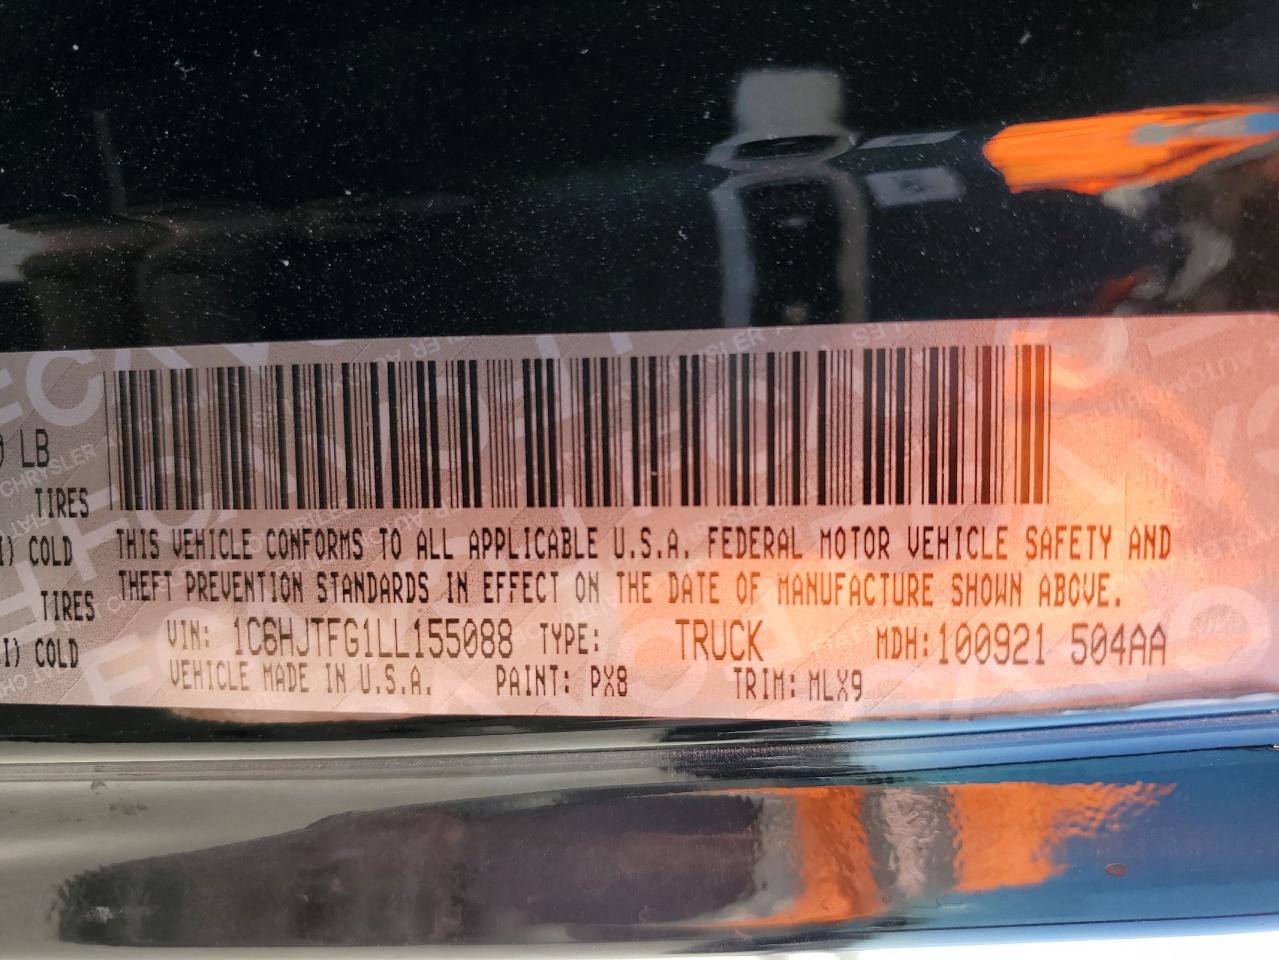 LB
TIRES
COLD
TIRES
COLD
THIS VEHICLE CONFORMS TO ALL APPLICABLE U.S.A. FEDERAL MOTOR VEHICLE SAFETY AND
THEFT PREVENTION STANDARDS IN EFFECT ON THE DATE OF MANUFACTURE SHOWN ABOVE.
VIN: 1C6HJTFG1LL155088 TYPE: TRUCK MDH: 100921 504AA
VEHICLE MADE IN U.S.A. PAINT: PX8 TRIM: MLX9